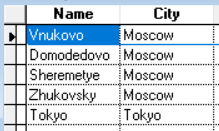 Name City
Vnukovo Moscow
Domodedovo Moscow
Sheremetye Moscow
Zhukovsky Moscow
Tokyo Tokyo